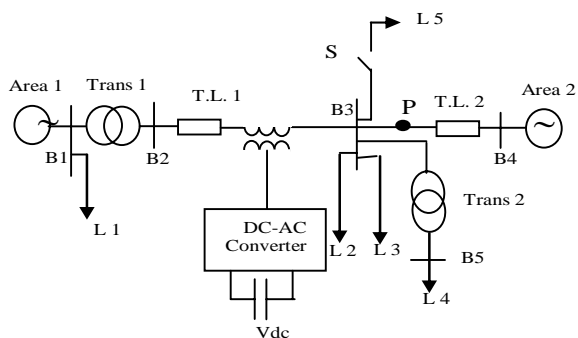 L 5
S
Area 1
Trans 1
T.L. 1
B3
P
T.L. 2
Area 2
~
~
B1
B2
B4
L 1
DC-AC
Converter
L 2
L 3
Trans 2
B5
L 4
Vdc